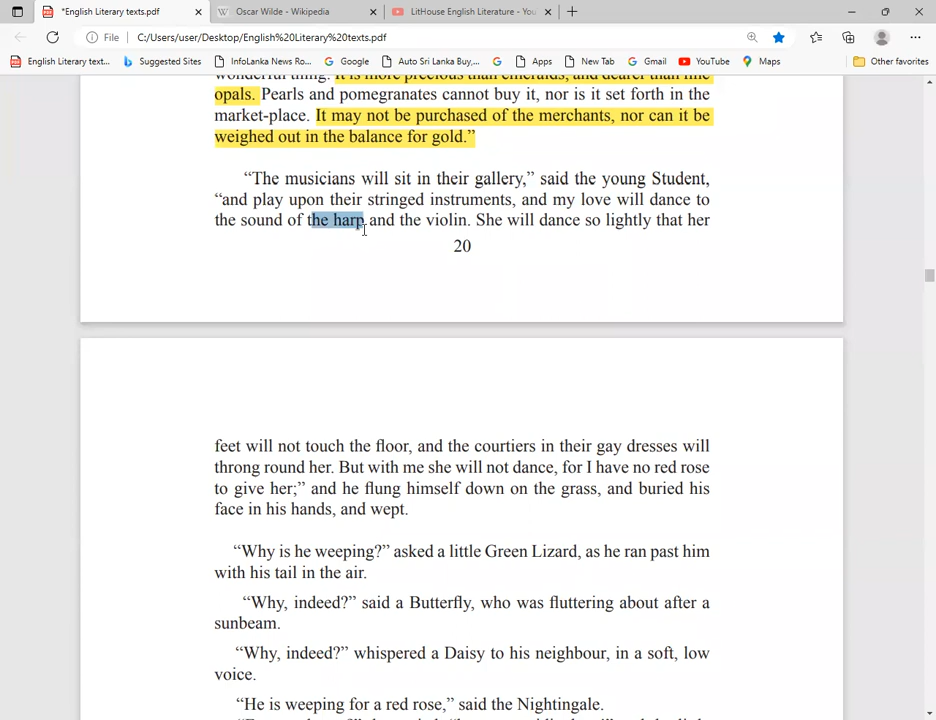 *English Literary texts.pdf
Oscar Wilde - Wikipedia
LitHouse English Literature - You
File
C:/Users/user/Desktop/English%20Literary%20texts.pdf
English Literary text...
Suggested Sites
InfoLanka News Ro...
Google
Auto Sri Lanka Buy,...
Apps
New Tab
Gmail
YouTube
Maps
Other favorites
wonderful thing. It is more precious than emeralds, and dearer than fine
opals. Pearls and pomegranates cannot buy it, nor is it set forth in the
market-place. It may not be purchased of the merchants, nor can it be
weighed out in the balance for gold.”
“The musicians will sit in their gallery,” said the young Student,
“and play upon their stringed instruments, and my love will dance to
the sound of the harp and the violin. She will dance so lightly that her
20
feet will not touch the floor, and the courtiers in their gay dresses will
throng round her. But with me she will not dance, for I have no red rose
to give her;” and he flung himself down on the grass, and buried his
face in his hands, and wept.
“Why is he weeping?” asked a little Green Lizard, as he ran past him
with his tail in the air.
“Why, indeed?” said a Butterfly, who was fluttering about after a
sunbeam.
“Why, indeed?” whispered a Daisy to his neighbour, in a soft, low
voice.
“He is weeping for a red rose,” said the Nightingale.